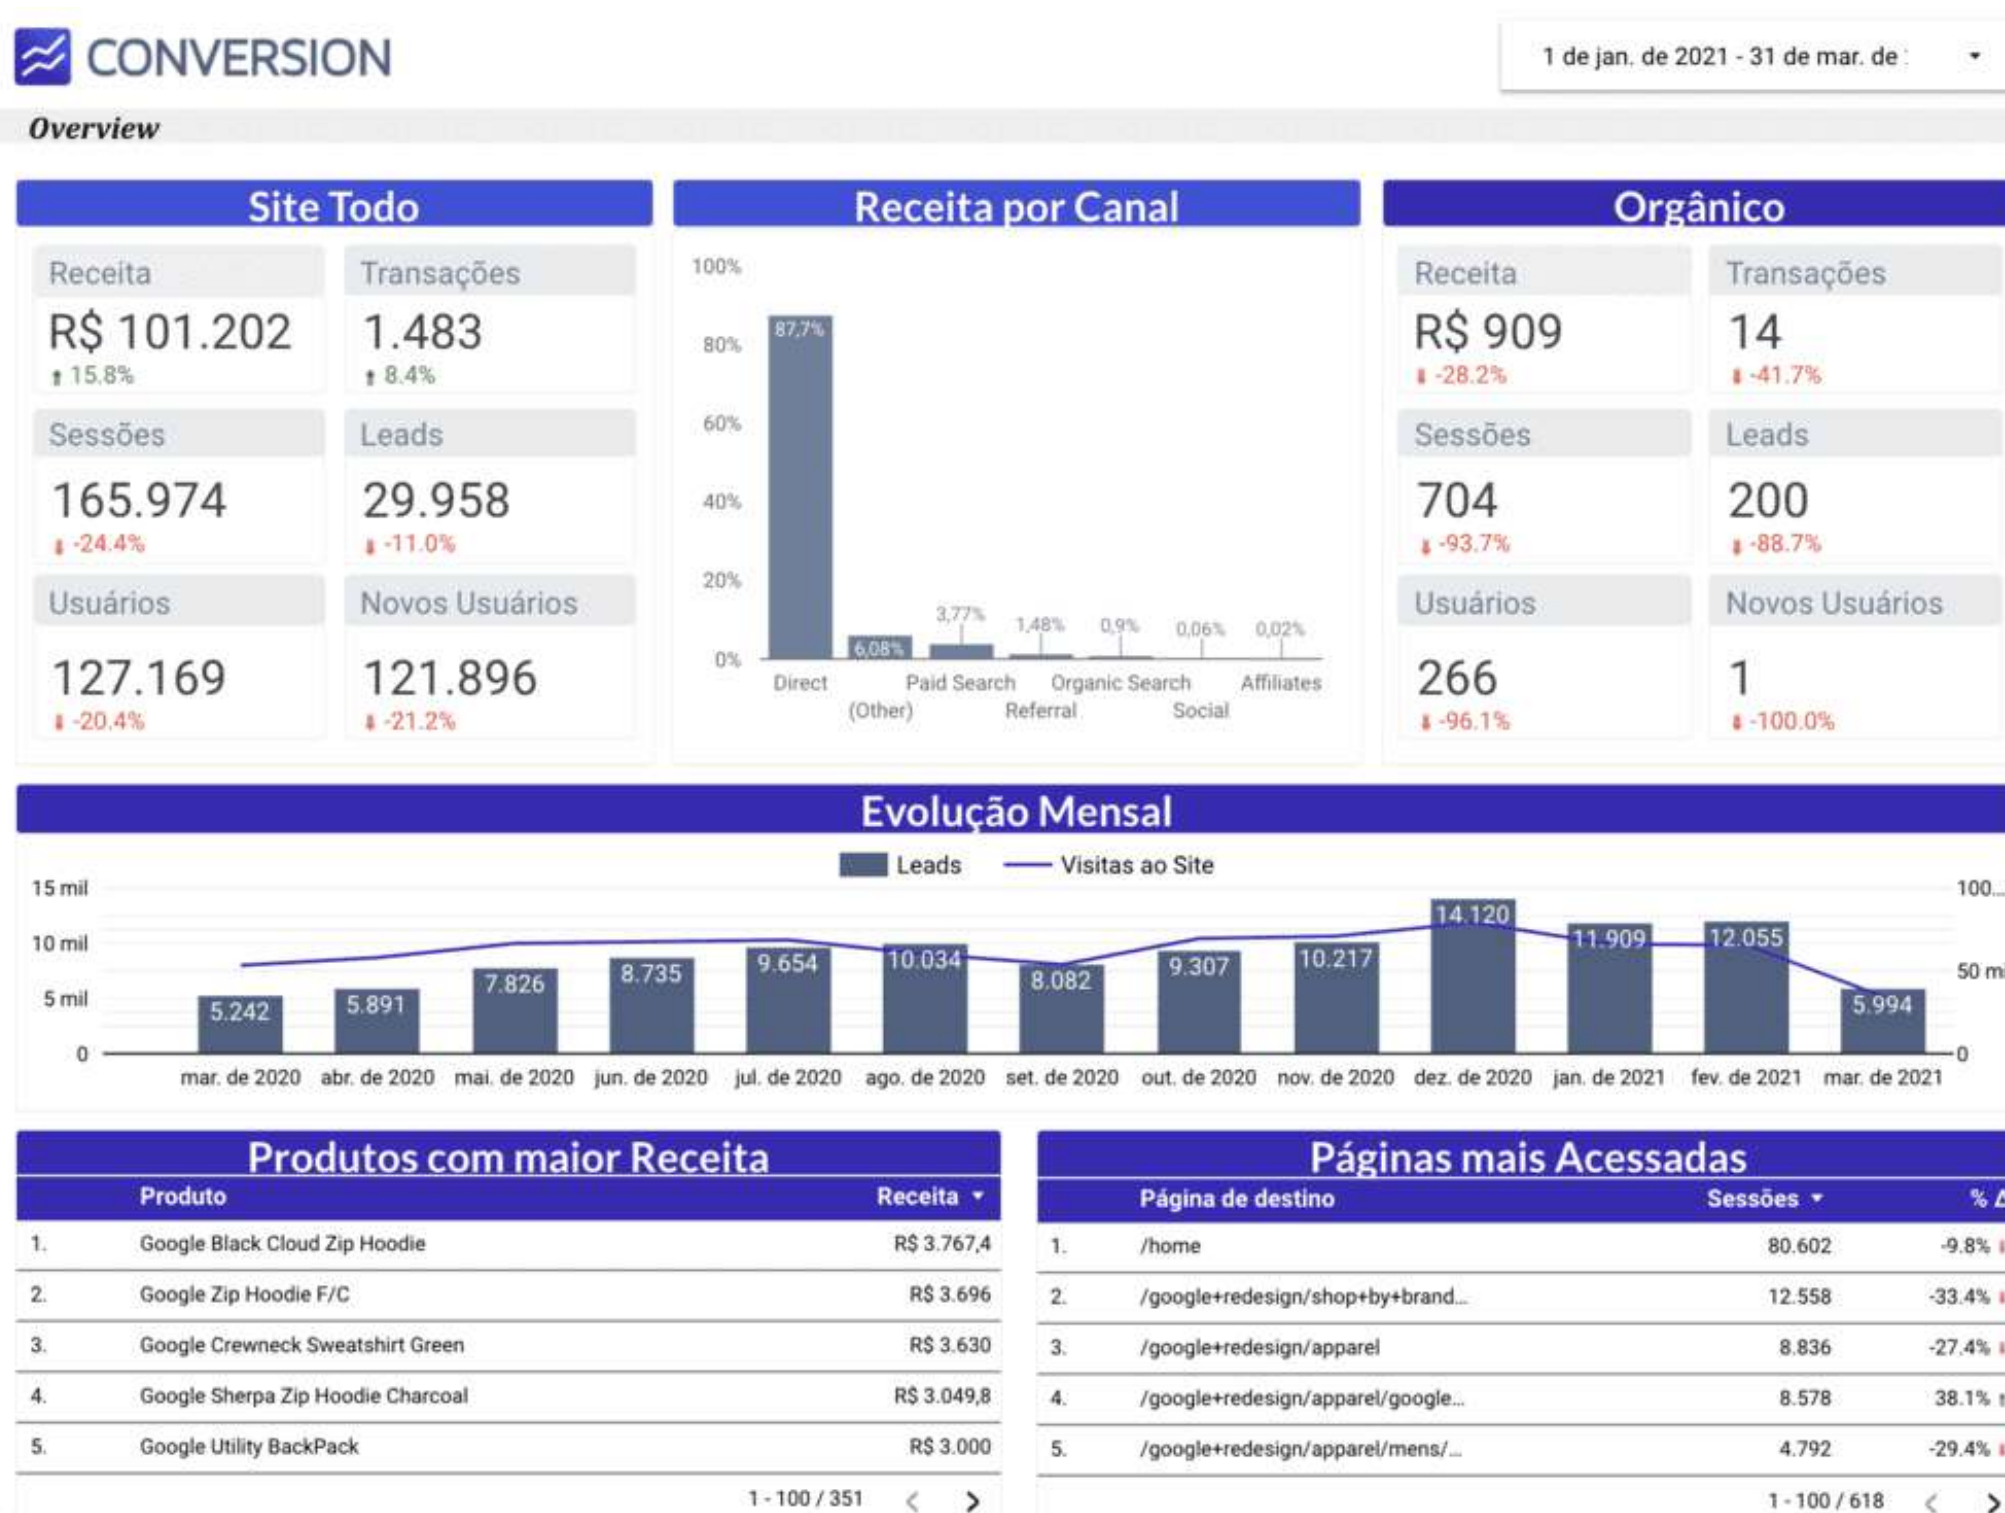 CONVERSION
1 de jan. de 2021 - 31 de mar. de
Overview
Site Todo
Receita
R$ 101.202
15.8%
Transações
1.483
8.4%
Sessões
165.974
-24.4%
Leads
29.958
-11.0%
Usuários
127.169
-20.4%
Novos Usuários
121.896
-21.2%
Receita por Canal
100%
80%
60%
40%
20%
0%
87,7%
6,08%
3,77%
1,48%
0,9%
0,06%
0,02%
Direct
(Other)
Paid Search
Referral
Organic Search
Social
Affiliates
Orgânico
Receita
R$ 909
-28.2%
Transações
14
-41.7%
Sessões
704
-93.7%
Leads
200
-88.7%
Usuários
266
-96.1%
Novos Usuários
1
-100.0%
Evolução Mensal
Leads
Visitas ao Site
15 mil
10 mil
5 mil
0
100...
50 mi
0
5.242
5.891
7.826
8.735
9.654
10.034
8.082
9.307
10.217
14.120
11.909
12.055
5.994
mar. de 2020
abr. de 2020
mai. de 2020
jun. de 2020
jul. de 2020
ago. de 2020
set. de 2020
out. de 2020
nov. de 2020
dez. de 2020
jan. de 2021
fev. de 2021
mar. de 2021
Produtos com maior Receita
Produto Receita
1. Google Black Cloud Zip Hoodie R$ 3.767,4
2. Google Zip Hoodie F/C R$ 3.696
3. Google Crewneck Sweatshirt Green R$ 3.630
4. Google Sherpa Zip Hoodie Charcoal R$ 3.049,8
5. Google Utility BackPack R$ 3.000
1 - 100 / 351
Páginas mais Acessadas
Página de destino Sessões % Δ
1. /home 80.602 -9.8%
2. /google+redesign/shop+by+brand... 12.558 -33.4%
3. /google+redesign/apparel 8.836 -27.4%
4. /google+redesign/apparel/google... 8.578 38.1%
5. /google+redesign/apparel/mens/... 4.792 -29.4%
1 - 100 / 618